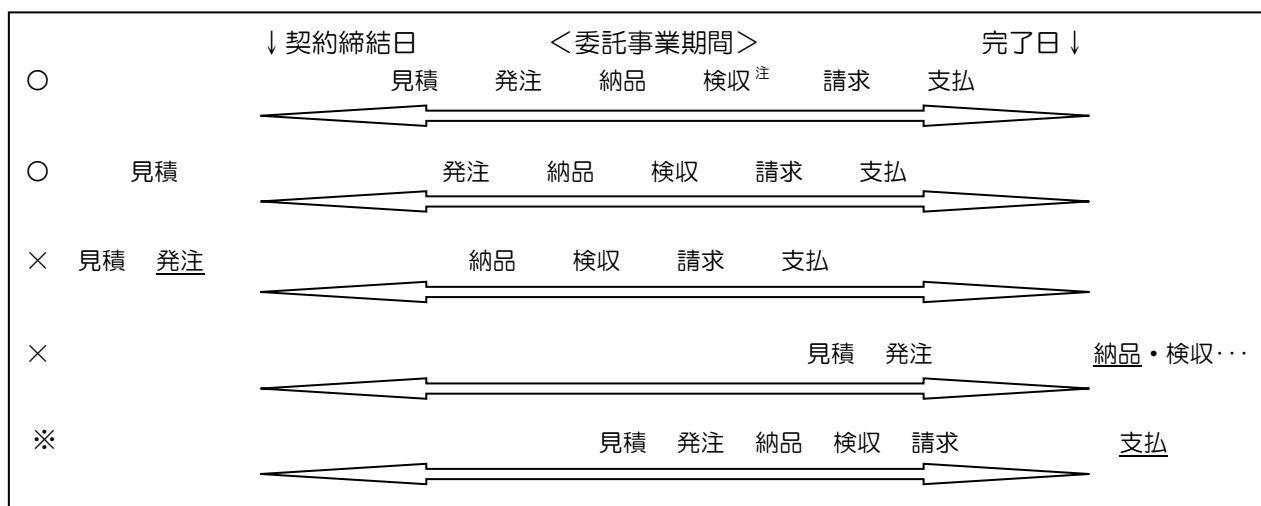 ↓契約締結日 <委託事業期間> 完了日↓
○ 見積 発注 納品 検収注 請求 支払
○ 見積 発注 納品 検収 請求 支払
× 見積 発注 納品 検収 請求 支払
× 見積 発注 納品・検収･･･
※ 見積 発注 納品 検収 請求 支払